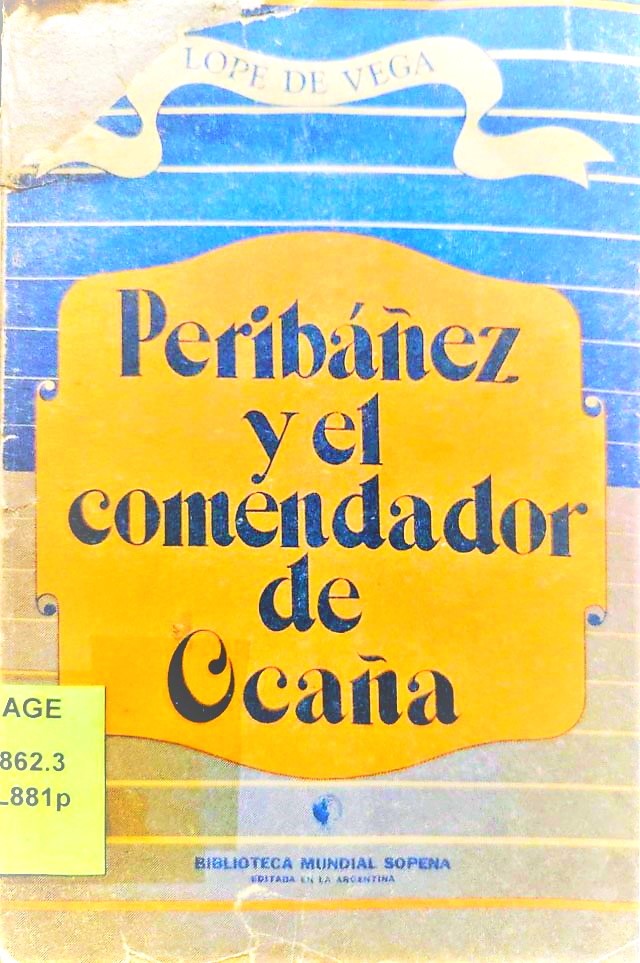 LOPE DE VEGA
Peribáñez
y el
comendador
de
Ocaña
AGE
862.3
L881p
BIBLIOTECA MUNDIAL SOPENA
EDITADA EN LA ARGENTINA